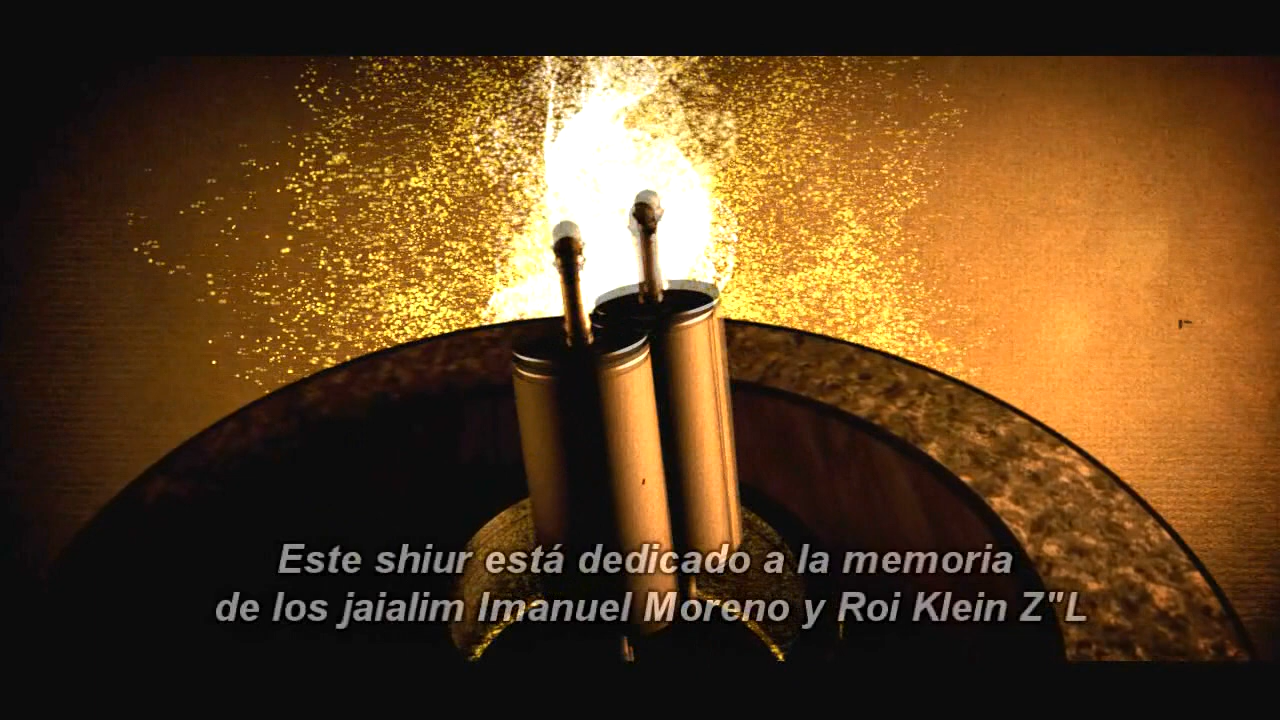 Este shiur está dedicado a la memoria
de los jaialim Imanuel Moreno y Roi Klein Z"L